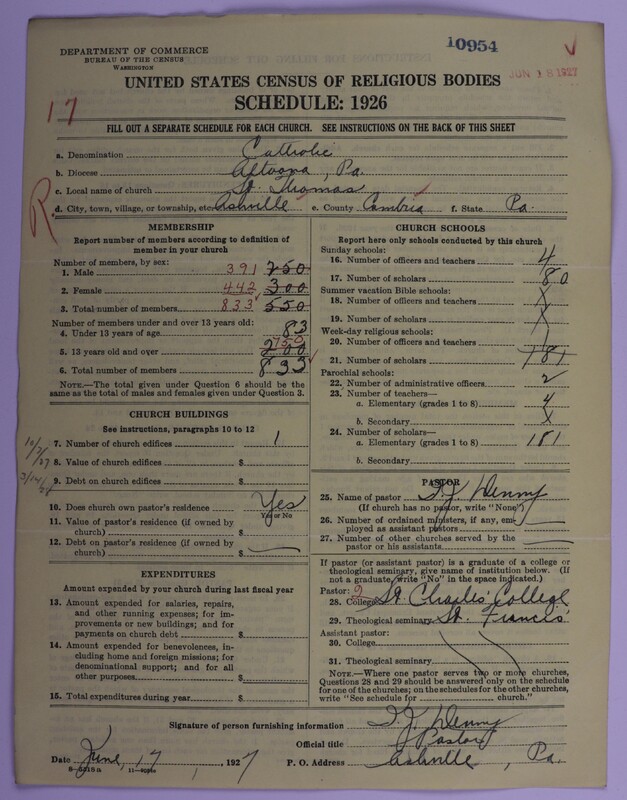 DEPARTMENT OF COMMERCE
BUREAU OF THE CENSUS
WASHINGTON
10954
JUN 18 1927
17
UNITED STATES CENSUS OF RELIGIOUS BODIES
SCHEDULE: 1926
FILL OUT A SEPARATE SCHEDULE FOR EACH CHURCH. SEE INSTRUCTIONS ON THE BACK OF THIS SHEET
R
a. Denomination Catholic
b. Diocese Altoona, Pa.
c. Local name of church St. Thomas
d. City, town, village, or township, etc. Ashville e. County Cambria f. State Pa.
MEMBERSHIP
Report number of members according to definition of member in your church
Number of members, by sex:
1. Male 391 250
2. Female 442 300
3. Total number of members 833 550
Number of members under and over 13 years old:
4. Under 13 years of age 83
5. 13 years old and over 750 200
6. Total number of members 833
NOTE.—The total given under Question 6 should be the same as the total of males and females given under Question 3.
CHURCH BUILDINGS
See instructions, paragraphs 10 to 12
7. Number of church edifices 1
8. Value of church edifices $
9. Debt on church edifices $
10. Does church own pastor's residence Yes
Yes or No
11. Value of pastor's residence (if owned by church) $
12. Debt on pastor's residence (if owned by church) $
EXPENDITURES
Amount expended by your church during last fiscal year
13. Amount expended for salaries, repairs, and other running expenses; for improvements or new buildings; and for payments on church debt $
14. Amount expended for benevolences, including home and foreign missions; for denominational support; and for all other purposes $
15. Total expenditures during year $
CHURCH SCHOOLS
Report here only schools conducted by this church
Sunday schools:
16. Number of officers and teachers 4
17. Number of scholars 80
Summer vacation Bible schools:
18. Number of officers and teachers X
19. Number of scholars
Week-day religious schools:
20. Number of officers and teachers
21. Number of scholars 181
Parochial schools:
22. Number of administrative officers 2
23. Number of teachers—
a. Elementary (grades 1 to 8) 4
b. Secondary X
24. Number of scholars—
a. Elementary (grades 1 to 8) 181
b. Secondary
PASTOR
25. Name of pastor T. J. Denny
(If church has no pastor, write "None")
26. Number of ordained ministers, if any, employed as assistant pastors
27. Number of other churches served by the pastor or his assistants
If pastor (or assistant pastor) is a graduate of a college or theological seminary, give name of institution below. (If not a graduate, write "No" in the space indicated.)
Pastor: 2
28. College St. Charles' College
29. Theological seminary St. Francis'
Assistant pastor:
30. College
31. Theological seminary
NOTE.—Where one pastor serves two or more churches, Questions 28 and 29 should be answered only on the schedule for one of the churches; on the schedules for the other churches, write "See schedule for church."
Signature of person furnishing information T. J. Denny
Official title Pastor
Date June, 17, 1927 P. O. Address Ashville, Pa.